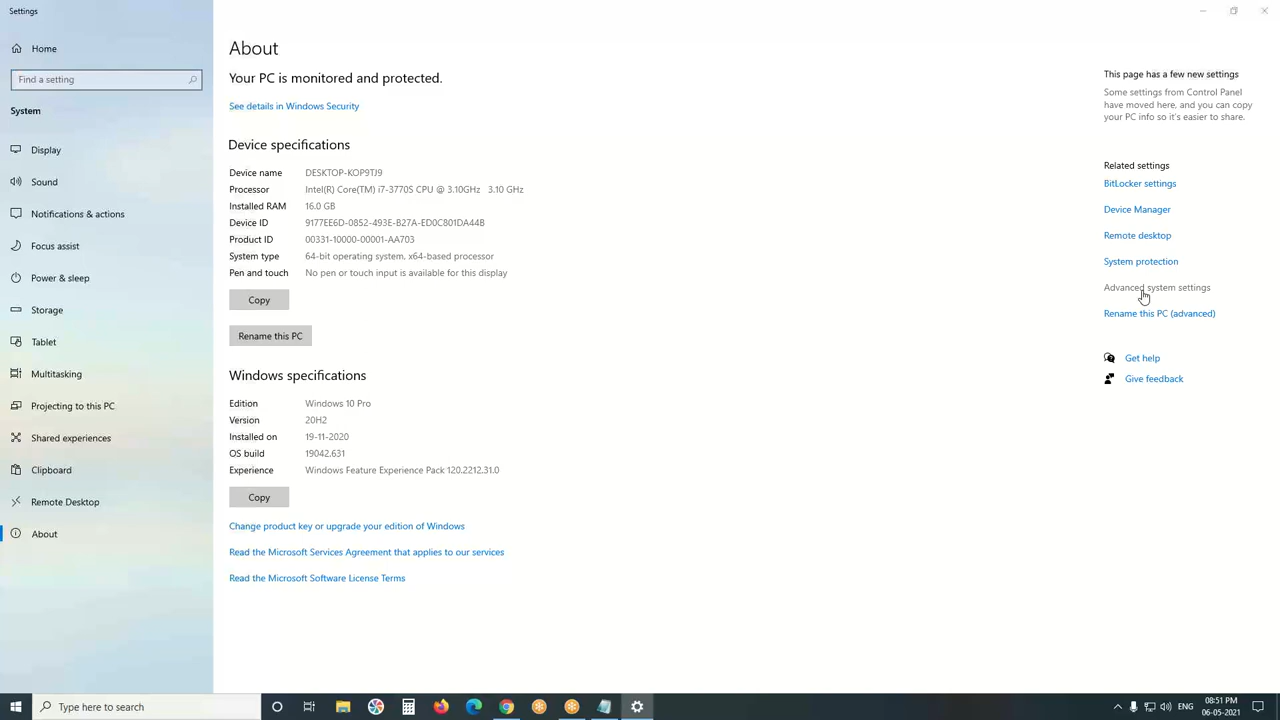 Settings
Home
Find a setting
System
Display
Sound
Notifications & actions
Focus assist
Power & sleep
Storage
Tablet
Multitasking
Projecting to this PC
Shared experiences
Clipboard
Remote Desktop
About
About
Your PC is monitored and protected.
See details in Windows Security
Device specifications
Device name DESKTOP-KOP9TJ9
Processor Intel(R) Core(TM) i7-3770S CPU @ 3.10GHz 3.10 GHz
Installed RAM 16.0 GB
Device ID 9177EE6D-0852-493E-B27A-ED0C801DA44B
Product ID 00331-10000-00001-AA703
System type 64-bit operating system, x64-based processor
Pen and touch No pen or touch input is available for this display
Copy
Rename this PC
Windows specifications
Edition Windows 10 Pro
Version 20H2
Installed on 19-11-2020
OS build 19042.631
Experience Windows Feature Experience Pack 120.2212.31.0
Copy
Change product key or upgrade your edition of Windows
Read the Microsoft Services Agreement that applies to our services
Read the Microsoft Software License Terms
This page has a few new settings
Some settings from Control Panel
have moved here, and you can copy
your PC info so it's easier to share.
Related settings
BitLocker settings
Device Manager
Remote desktop
System protection
Advanced system settings
Rename this PC (advanced)
Get help
Give feedback
Type here to search
ENG
08:51 PM
06-05-2021